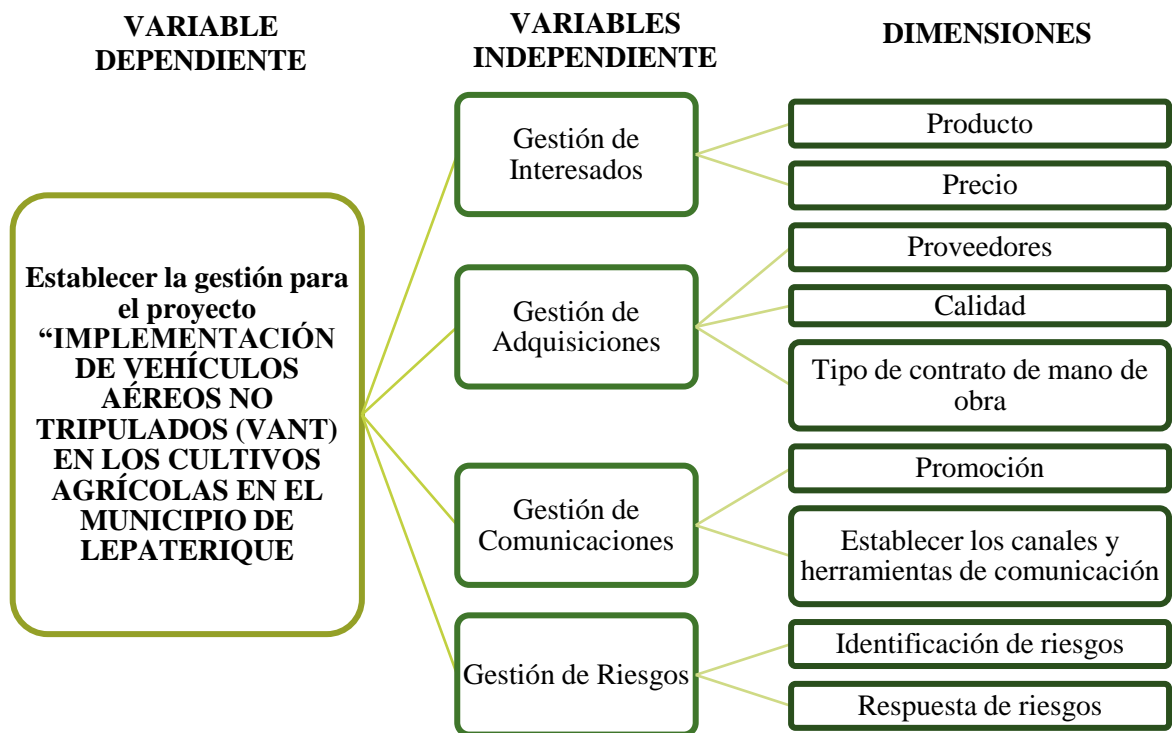 VARIABLE
DEPENDIENTE
VARIABLES
INDEPENDIENTE
DIMENSIONES
Establecer la gestión para
el proyecto
“IMPLEMENTACIÓN
DE VEHÍCULOS
AÉREOS NO
TRIPULADOS (VANT)
EN LOS CULTIVOS
AGRÍCOLAS EN EL
MUNICIPIO DE
LEPATERIQUE
Gestión de
Interesados
Producto
Precio
Gestión de
Adquisiciones
Proveedores
Calidad
Tipo de contrato de mano de
obra
Gestión de
Comunicaciones
Promoción
Establecer los canales y
herramientas de comunicación
Gestión de Riesgos
Identificación de riesgos
Respuesta de riesgos